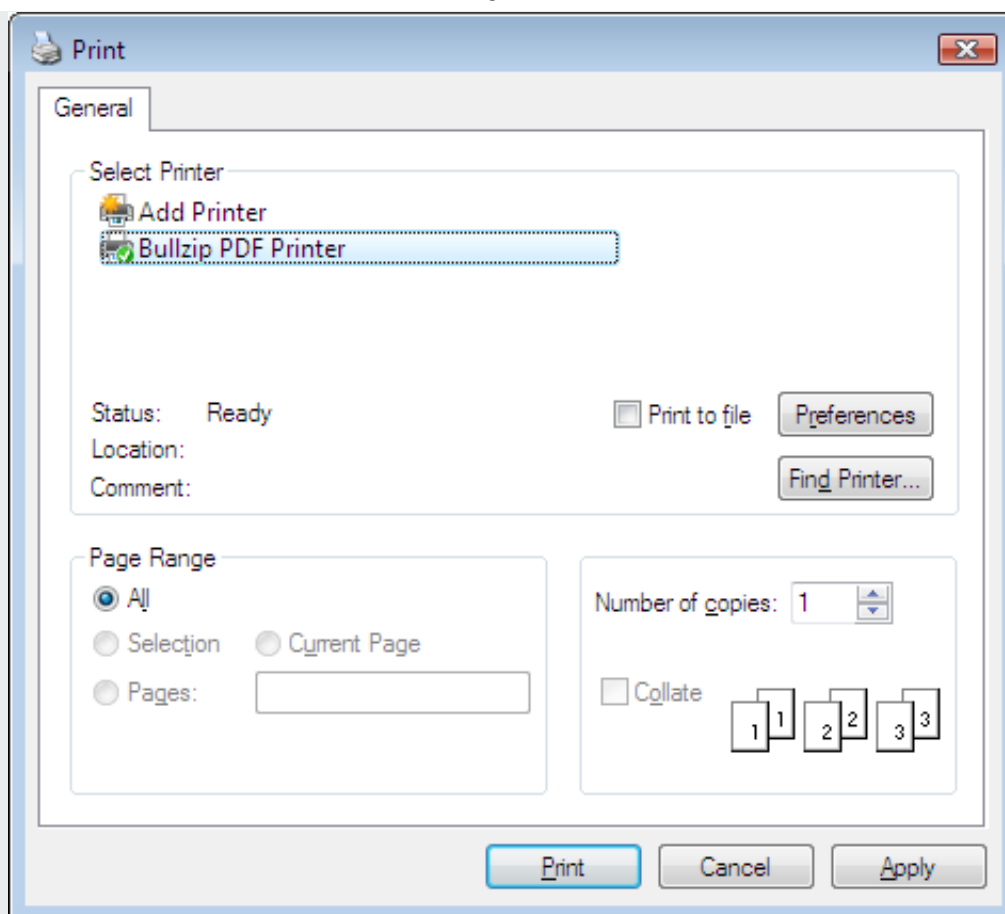 Print
General
Select Printer
Add Printer
Bullzip PDF Printer
Status: Ready
Print to file
Preferences
Location:
Comment:
Find Printer...
Page Range
All
Selection
Current Page
Pages:
Number of copies: 1
Collate
1 1 2 2 3 3
Print
Cancel
Apply